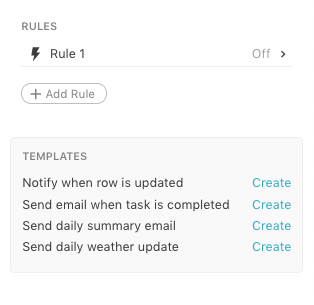 RULES
Rule 1 Off
Add Rule
TEMPLATES
Notify when row is updated Create
Send email when task is completed Create
Send daily summary email Create
Send daily weather update Create